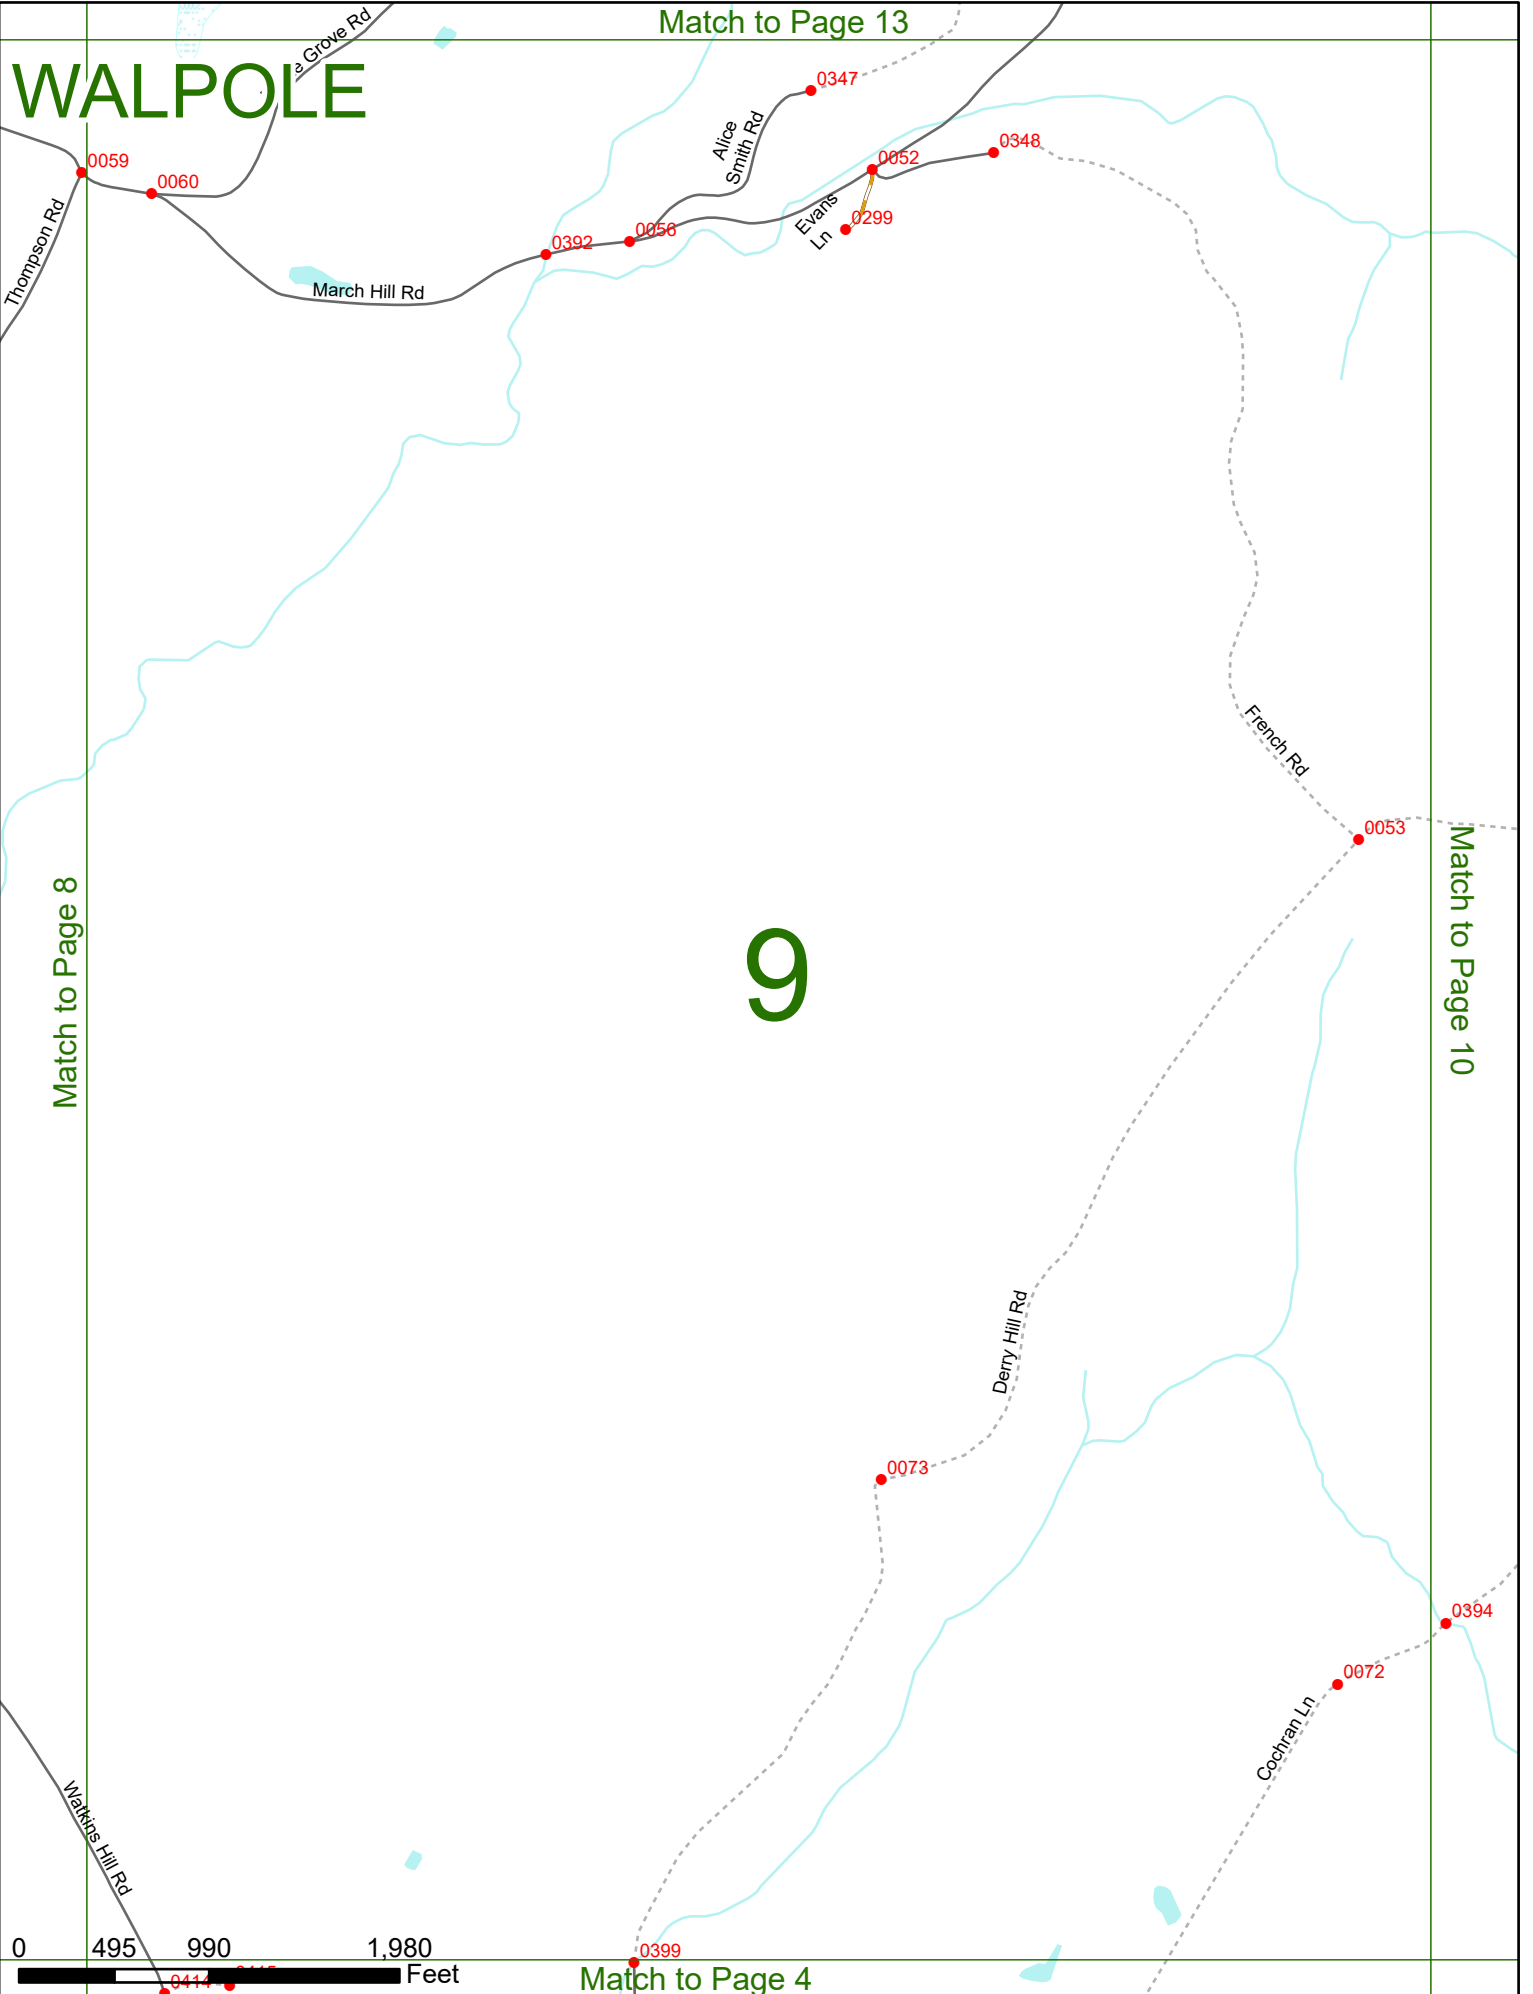 Match to Page 13
e Grove Rd
WALPOLE
0347
Alice
Smith Rd
0348
0059
0052
0060
Thompson Rd
Evans
Ln
0299
0056
0392
March Hill Rd
French Rd
0053
Match to Page 8
9
Match to Page 10
Derry Hill Rd
0073
0394
0072
Cochran Ln
Watkins Hill Rd
0 495 990 1,980
Feet
0399
0414
Match to Page 4